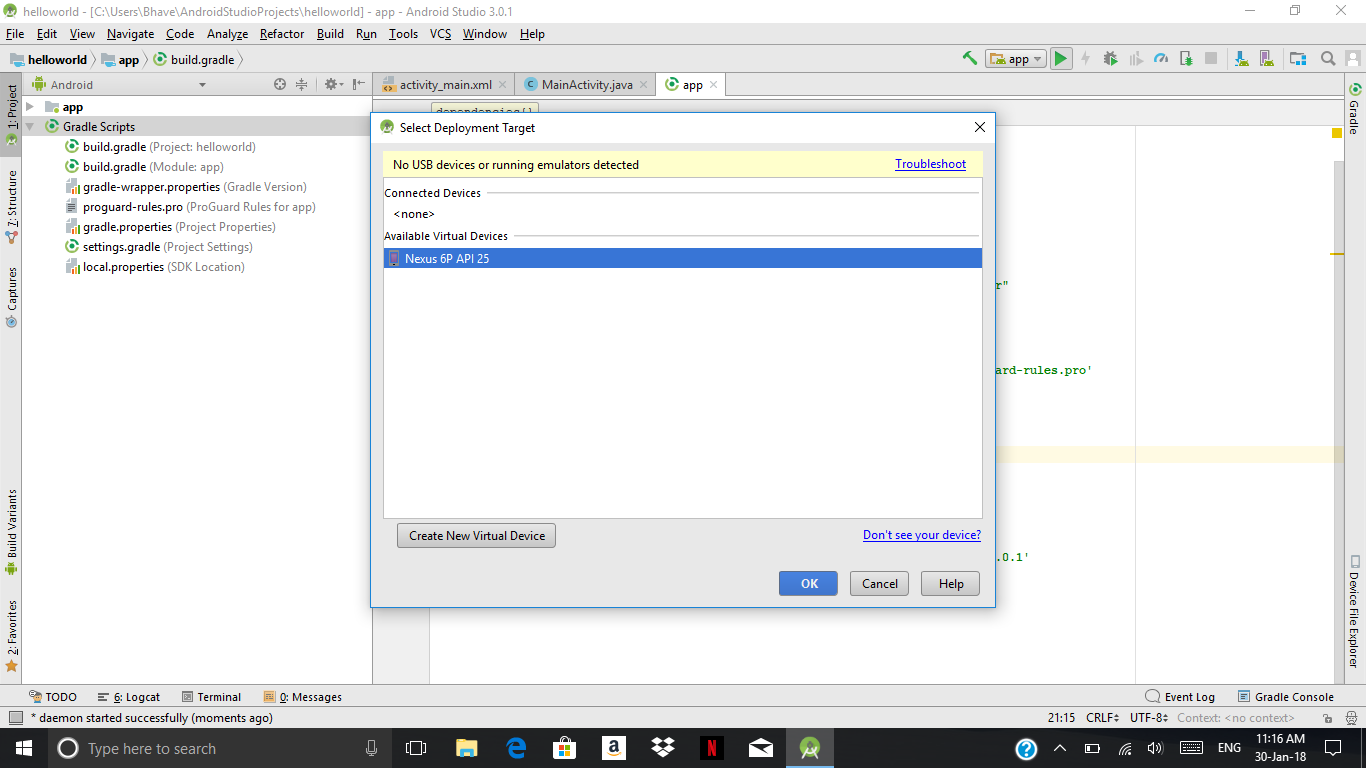 helloworld - [C:\Users\Bhave\AndroidStudioProjects\helloworld] - app - Android Studio 3.0.1
File Edit View Navigate Code Analyze Refactor Build Run Tools VCS Window Help
helloworld app build.gradle app
1: Project
7: Structure
Captures
Build Variants
2: Favorites
Android
app
Gradle Scripts
build.gradle (Project: helloworld)
build.gradle (Module: app)
gradle-wrapper.properties (Gradle Version)
proguard-rules.pro (ProGuard Rules for app)
gradle.properties (Project Properties)
settings.gradle (Project Settings)
local.properties (SDK Location)
activity_main.xml MainActivity.java app
Select Deployment Target
No USB devices or running emulators detected Troubleshoot
Connected Devices
<none>
Available Virtual Devices
Nexus 6P API 25
Create New Virtual Device Don't see your device?
OK Cancel Help
r"
ard-rules.pro'
.0.1'
Gradle
Device File Explorer
TODO 6: Logcat Terminal 0: Messages Event Log Gradle Console
* daemon started successfully (moments ago) 21:15 CRLF UTF-8 Context: <no context>
Type here to search
ENG 11:16 AM
30-Jan-18